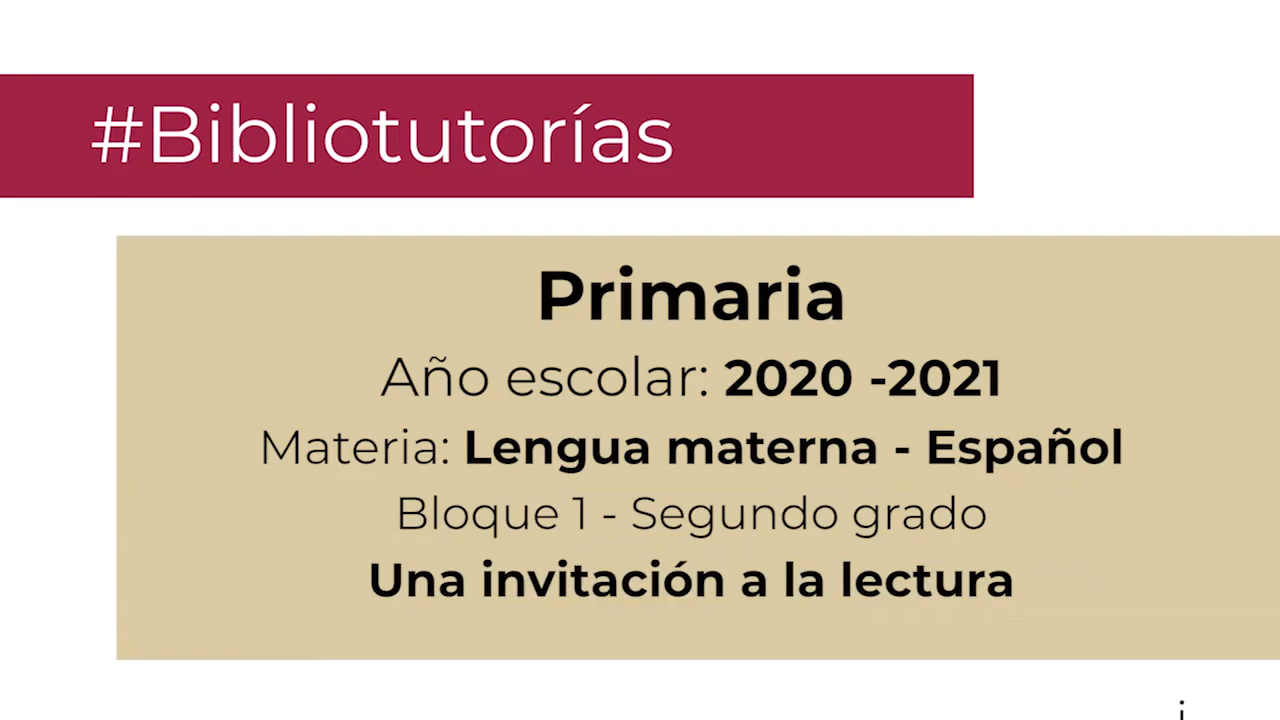 #Bibliotutorías
Primaria
Año escolar: 2020 -2021
Materia: Lengua materna - Español
Bloque 1 - Segundo grado
Una invitación a la lectura